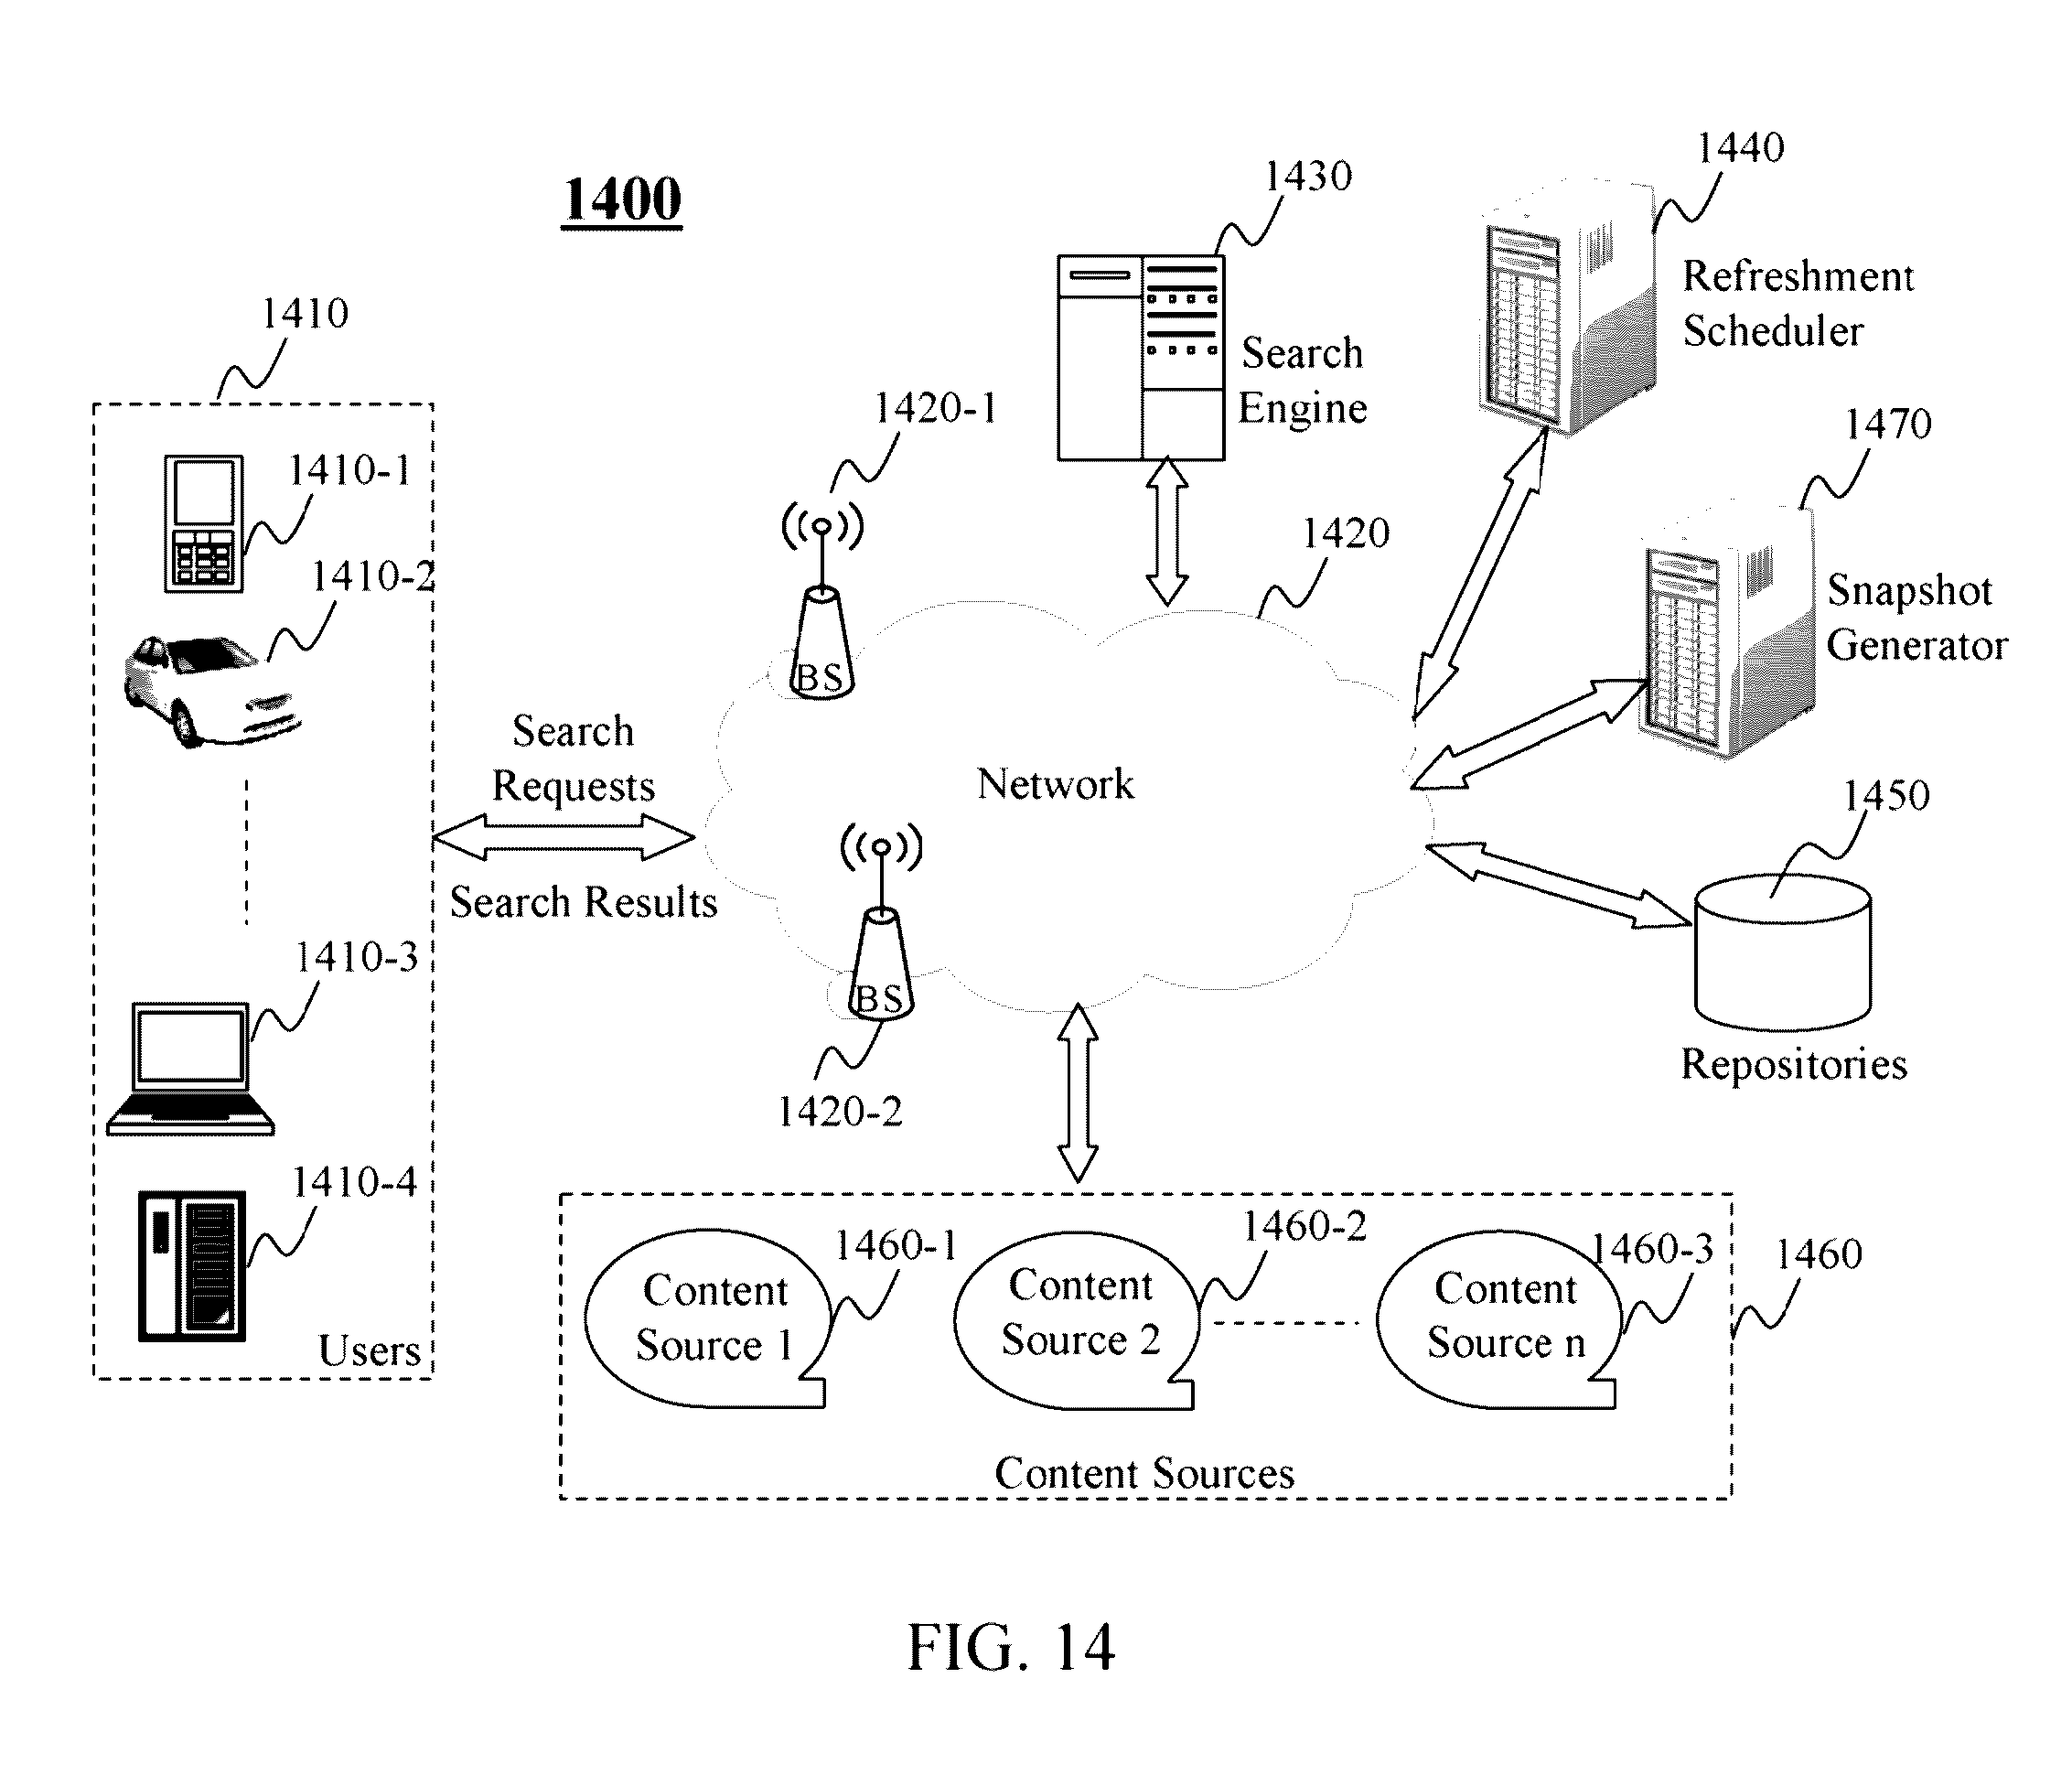 1400
1440
1430
Refreshment
Scheduler
1410
Search
Engine
1420-1
1470
1410-1
1420
1410-2
Snapshot
Generator
BS
Search
Requests
Network
1450
Search Results
1410-3
BS
Repositories
1420-2
1410-4
1460-1
1460-2
1460-3
1460
Content
Source 1
Content
Source 2
Content
Source n
Users
Content Sources
FIG. 14